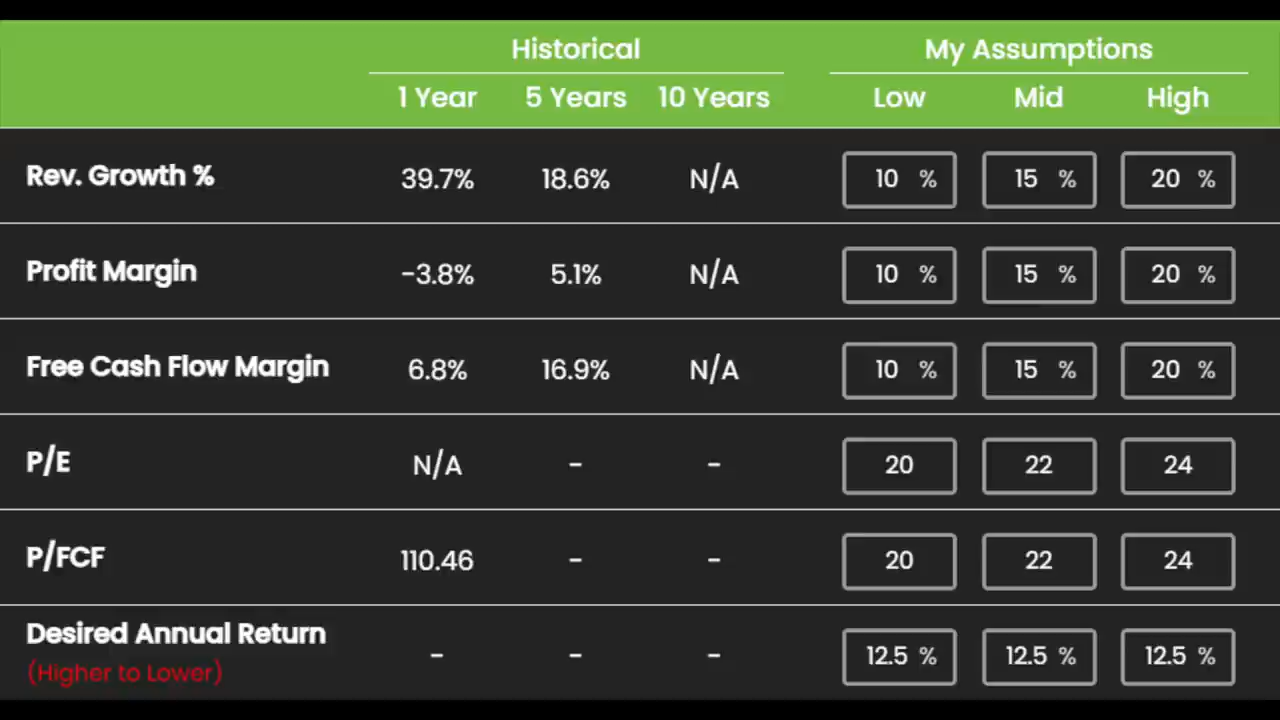 Historical My Assumptions
1 Year 5 Years 10 Years Low Mid High
Rev. Growth % 39.7% 18.6% N/A 10 % 15 % 20 %
Profit Margin -3.8% 5.1% N/A 10 % 15 % 20 %
Free Cash Flow Margin 6.8% 16.9% N/A 10 % 15 % 20 %
P/E N/A - - 20 22 24
P/FCF 110.46 - - 20 22 24
Desired Annual Return - - - 12.5 % 12.5 % 12.5 %
(Higher to Lower)